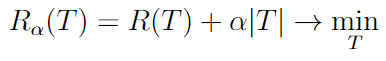 R_α(T) = R(T) + α|T| → min_T